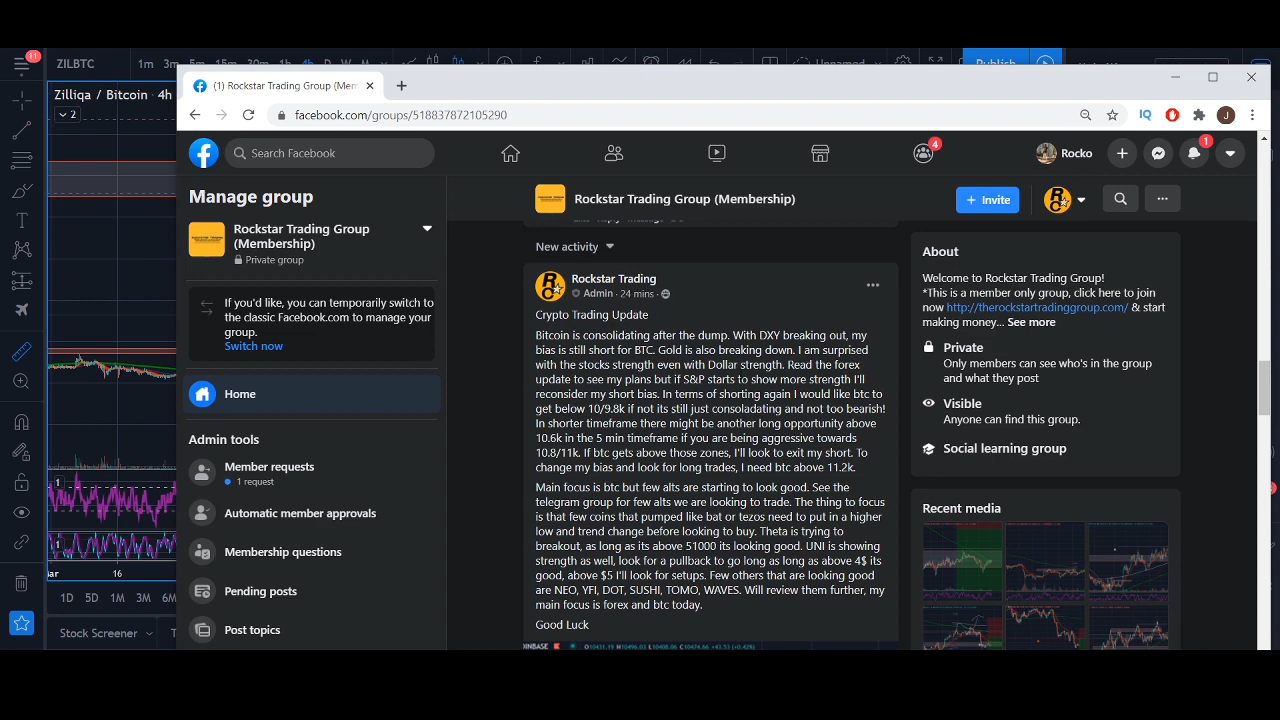 11
ZILBTC
1m
3m
4h
D
W
M
Unnamed
Publish
Zilliqa / Bitcoin · 4h
2
(1) Rockstar Trading Group (Mem
facebook.com/groups/518837872105290
IQ
J
Search Facebook
4
Rocko
1
Manage group
Rockstar Trading Group
(Membership)
Private group
If you'd like, you can temporarily switch to
the classic Facebook.com to manage your
group.
Switch now
Home
Admin tools
Member requests
1 request
Automatic member approvals
Membership questions
Pending posts
Post topics
Rockstar Trading Group (Membership)
Invite
New activity
Rockstar Trading
Admin · 24 mins ·
Crypto Trading Update
Bitcoin is consolidating after the dump. With DXY breaking out, my
bias is still short for BTC. Gold is also breaking down. I am surprised
with the stocks strength even with Dollar strength. Read the forex
update to see my plans but if S&P starts to show more strength I'll
reconsider my short bias. In terms of shorting again I would like btc to
get below 10/9.8k if not its still just consoladating and not too bearish!
In shorter timeframe there might be another long opportunity above
10.6k in the 5 min timeframe if you are being aggressive towards
10.8/11k. If btc gets above those zones, I'll look to exit my short. To
change my bias and look for long trades, I need btc above 11.2k.
Main focus is btc but few alts are starting to look good. See the
telegram group for few alts we are looking to trade. The thing to focus
is that few coins that pumped like bat or tezos need to put in a higher
low and trend change before looking to buy. Theta is trying to
breakout, as long as its above 51000 its looking good. UNI is showing
strength as well, look for a pullback to go long as long as above 4$ its
good, above $5 I'll look for setups. Few others that are looking good
are NEO, YFI, DOT, SUSHI, TOMO, WAVES. Will review them further, my
main focus is forex and btc today.
Good Luck
About
Welcome to Rockstar Trading Group!
*This is a member only group, click here to join
now http://therockstartradinggroup.com/ & start
making money... See more
Private
Only members can see who's in the group
and what they post
Visible
Anyone can find this group.
Social learning group
Recent media
1
1
ar
16
1D
5D
1M
3M
6M
Stock Screener
T